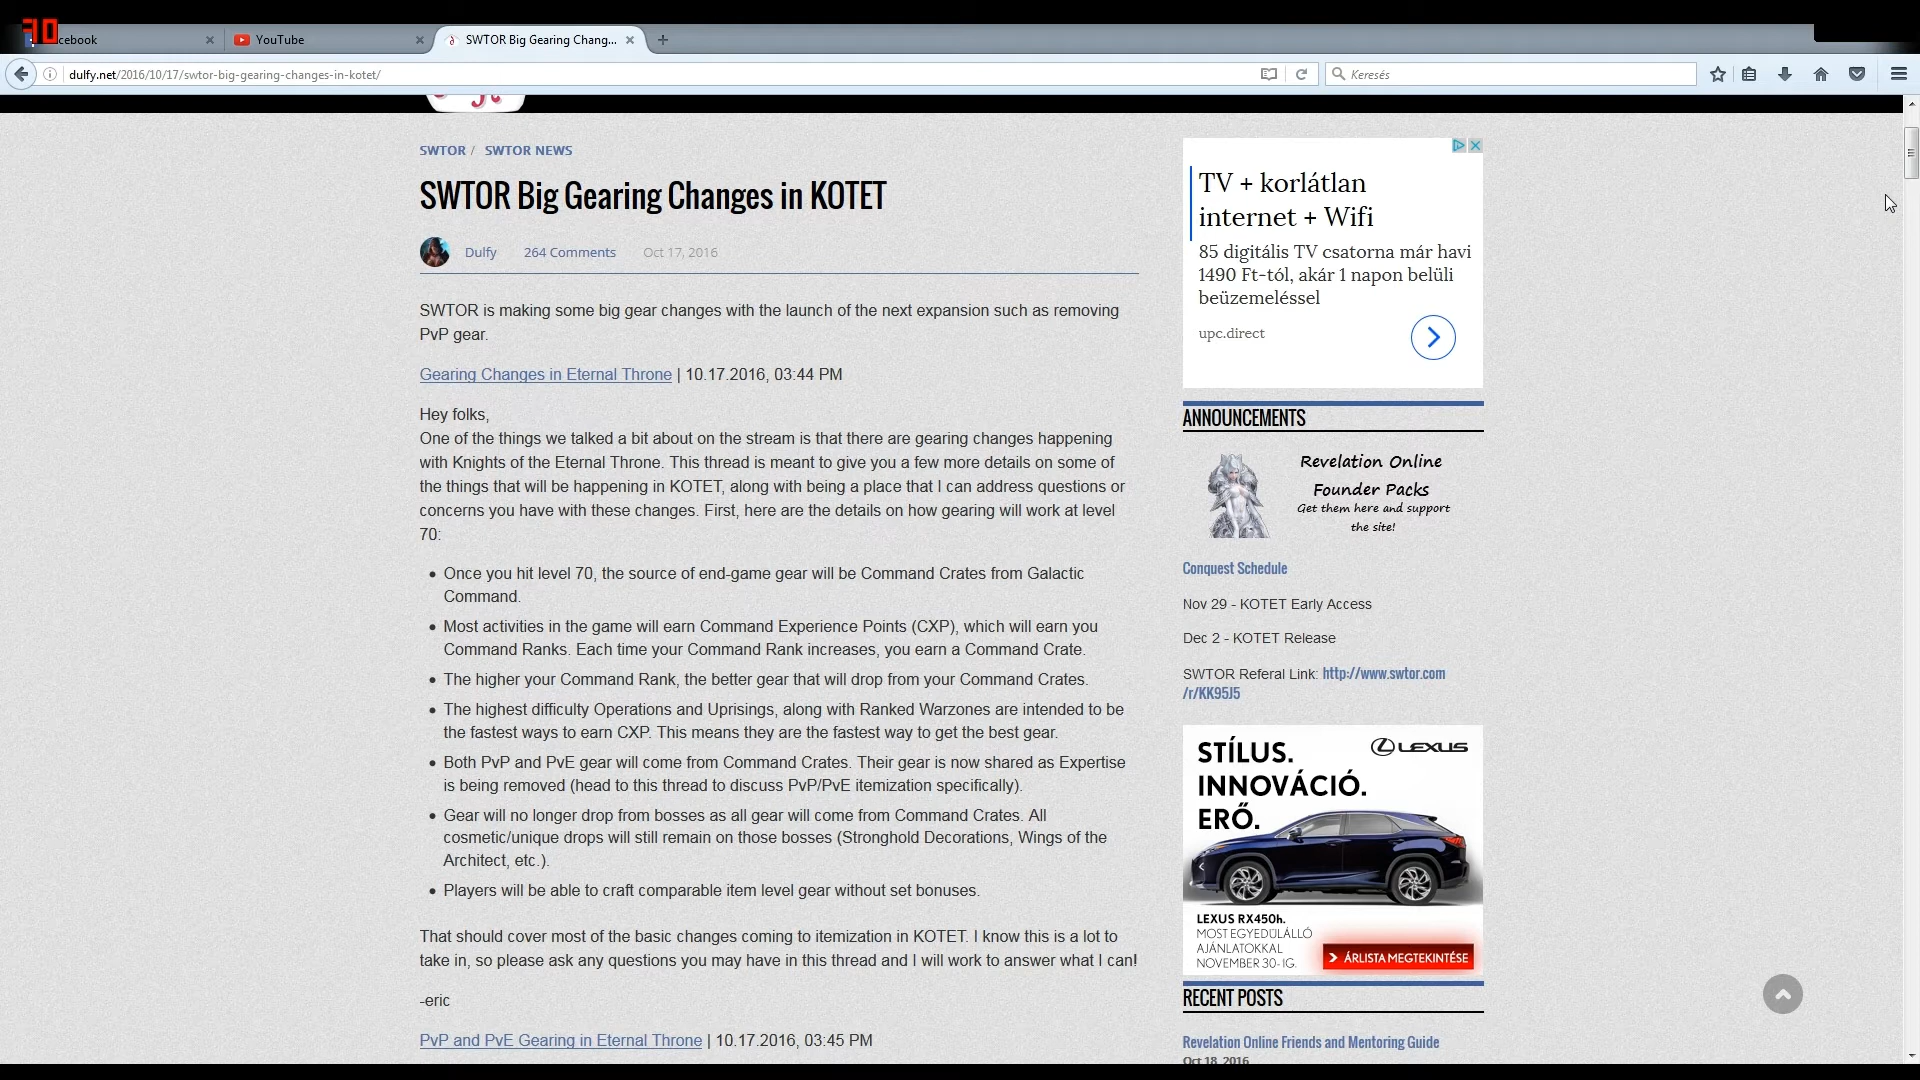 10
cebook
YouTube
SWTOR Big Gearing Chang...
dulfy.net/2016/10/17/swtor-big-gearing-changes-in-kotet/
Keresés
SWTOR / SWTOR NEWS
SWTOR Big Gearing Changes in KOTET
Dulfy 264 Comments Oct 17, 2016
SWTOR is making some big gear changes with the launch of the next expansion such as removing
PvP gear.
Gearing Changes in Eternal Throne | 10.17.2016, 03:44 PM
Hey folks,
One of the things we talked a bit about on the stream is that there are gearing changes happening
with Knights of the Eternal Throne. This thread is meant to give you a few more details on some of
the things that will be happening in KOTET, along with being a place that I can address questions or
concerns you have with these changes. First, here are the details on how gearing will work at level
70:
• Once you hit level 70, the source of end-game gear will be Command Crates from Galactic
Command.
• Most activities in the game will earn Command Experience Points (CXP), which will earn you
Command Ranks. Each time your Command Rank increases, you earn a Command Crate.
• The higher your Command Rank, the better gear that will drop from your Command Crates.
• The highest difficulty Operations and Uprisings, along with Ranked Warzones are intended to be
the fastest ways to earn CXP. This means they are the fastest way to get the best gear.
• Both PvP and PvE gear will come from Command Crates. Their gear is now shared as Expertise
is being removed (head to this thread to discuss PvP/PvE itemization specifically).
• Gear will no longer drop from bosses as all gear will come from Command Crates. All
cosmetic/unique drops will still remain on those bosses (Stronghold Decorations, Wings of the
Architect, etc.).
• Players will be able to craft comparable item level gear without set bonuses.
That should cover most of the basic changes coming to itemization in KOTET. I know this is a lot to
take in, so please ask any questions you may have in this thread and I will work to answer what I can!
-eric
PvP and PvE Gearing in Eternal Throne | 10.17.2016, 03:45 PM
TV + korlátlan
internet + Wifi
85 digitális TV csatorna már havi
1490 Ft-tól, akár 1 napon belüli
beüzemeléssel
upc.direct
ANNOUNCEMENTS
Revelation Online
Founder Packs
Get them here and support
the site!
Conquest Schedule
Nov 29 - KOTET Early Access
Dec 2 - KOTET Release
SWTOR Referal Link: http://www.swtor.com
/r/KK95J5
STÍLUS.
INNOVÁCIÓ.
ERŐ.
LEXUS
LEXUS RX450h.
MOST EGYEDÜLÁLLÓ
AJÁNLATOKKAL
NOVEMBER 30-IG.
ÁRLISTA MEGTEKINTÉSE
RECENT POSTS
Revelation Online Friends and Mentoring Guide
Oct 18, 2016